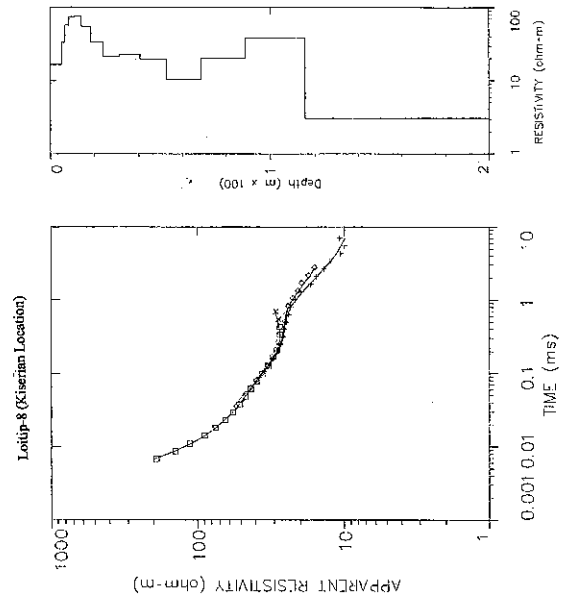 Loitip-8 (Kiserian Location)
APPARENT RESISTIVITY (ohm-m)
1000
100
10
1
0.001 0.01 0.1 1 10
TIME (ms)
Depth (m x 100)
0
1
2
RESISTIVITY (ohm-m)
1
10
100